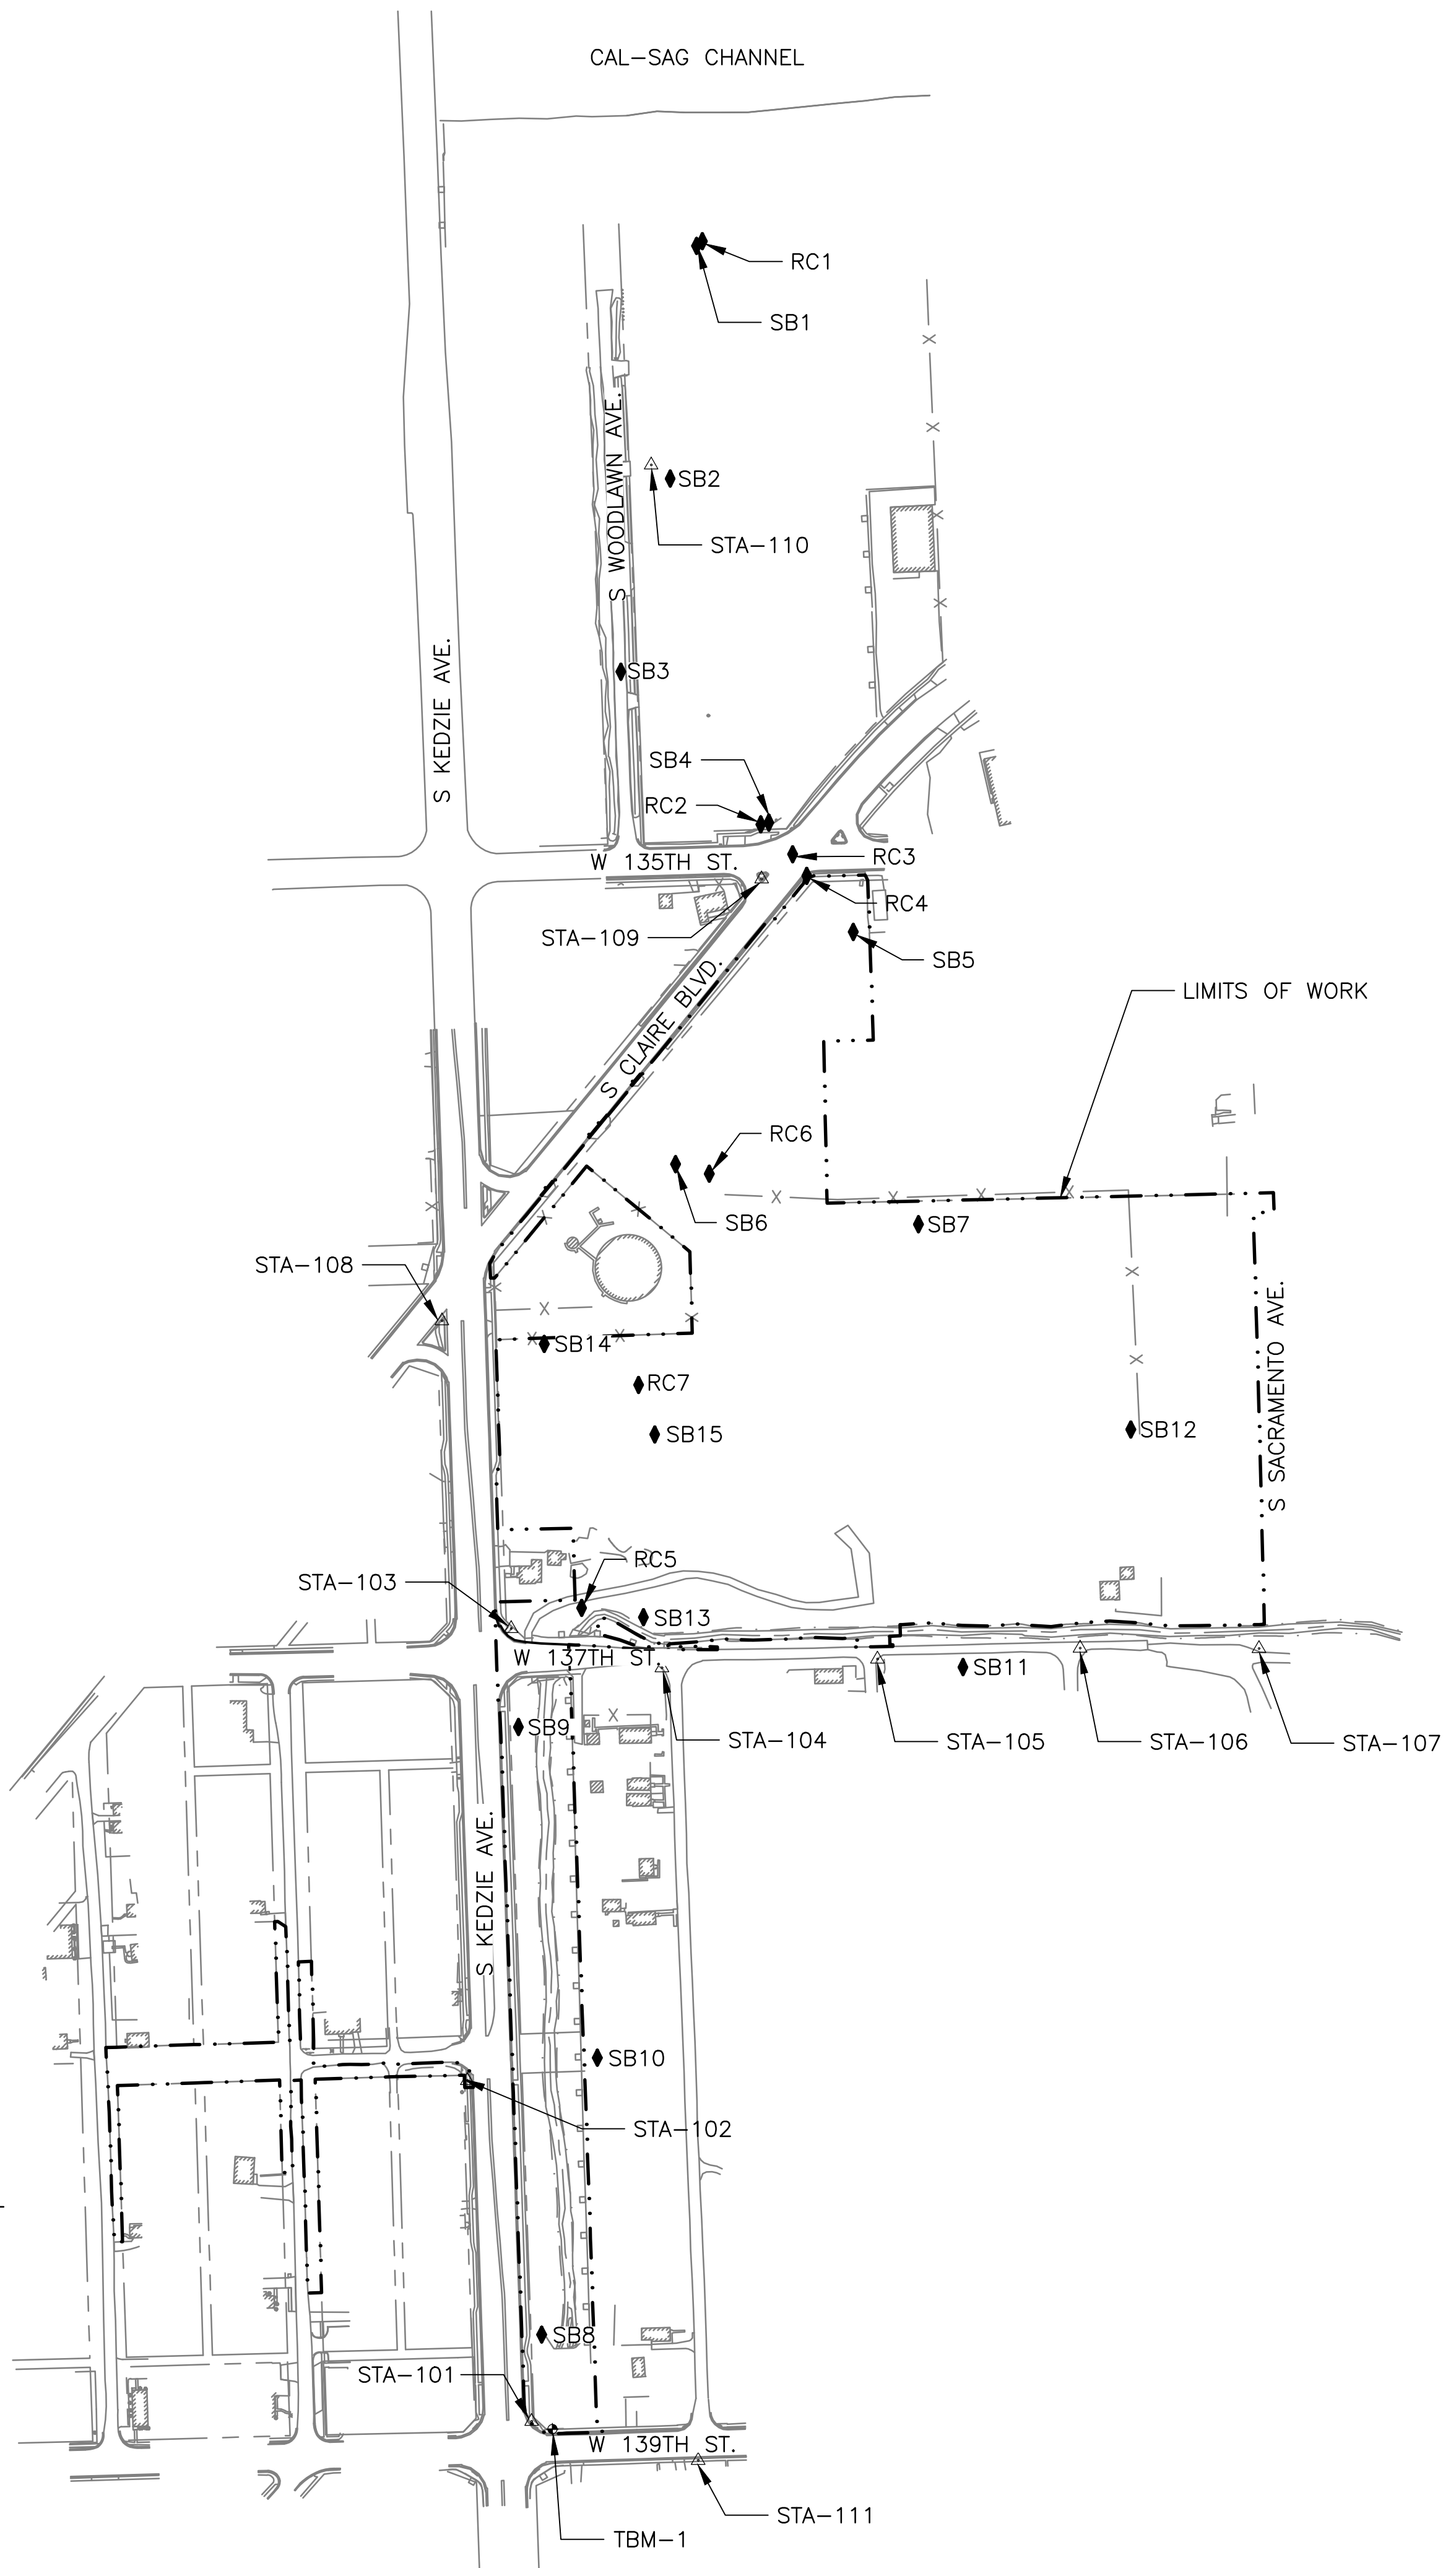 CAL-SAG CHANNEL
RC1
SB1
S WOODLAWN AVE.
SB2
STA-110
S KEDZIE AVE.
SB3
SB4
RC2
RC3
W 135TH ST.
RC4
STA-109
SB5
S CLAIRE BLVD.
LIMITS OF WORK
RC6
SB6
SB7
STA-108
SB14
RC7
SB15
SB12
S SACRAMENTO AVE.
RC5
STA-103
SB13
W 137TH ST.
SB11
SB9
STA-104
STA-105
STA-106
STA-107
S KEDZIE AVE.
SB10
STA-102
SB8
STA-101
W 139TH ST.
STA-111
TBM-1